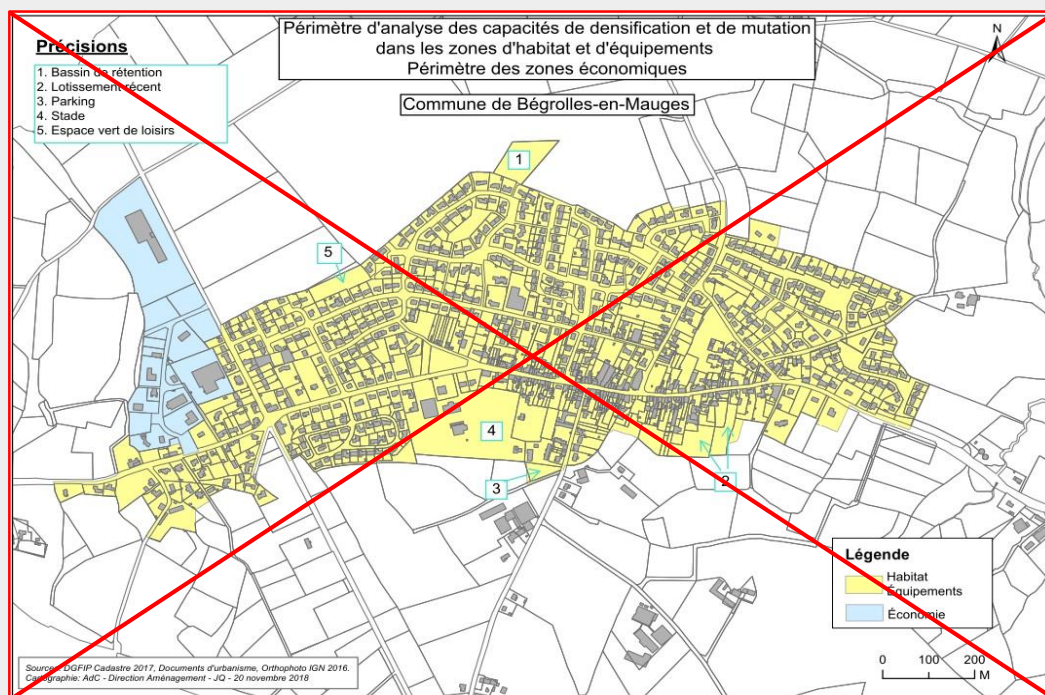 Périmètre d'analyse des capacités de densification et de mutation
dans les zones d'habitat et d'équipements
Périmètre des zones économiques
Commune de Bégrolles-en-Mauges
N
Précisions
1. Bassin de rétention
2. Lotissement récent
3. Parking
4. Stade
5. Espace vert de loisirs
1
5
4
3
2
Légende
Habitat
Équipements
Économie
Sources: DGFIP Cadastre 2017, Documents d'urbanisme, Orthophoto IGN 2016.
Cartographie: AdC - Direction Aménagement - JQ - 20 novembre 2018
0 100 200
M